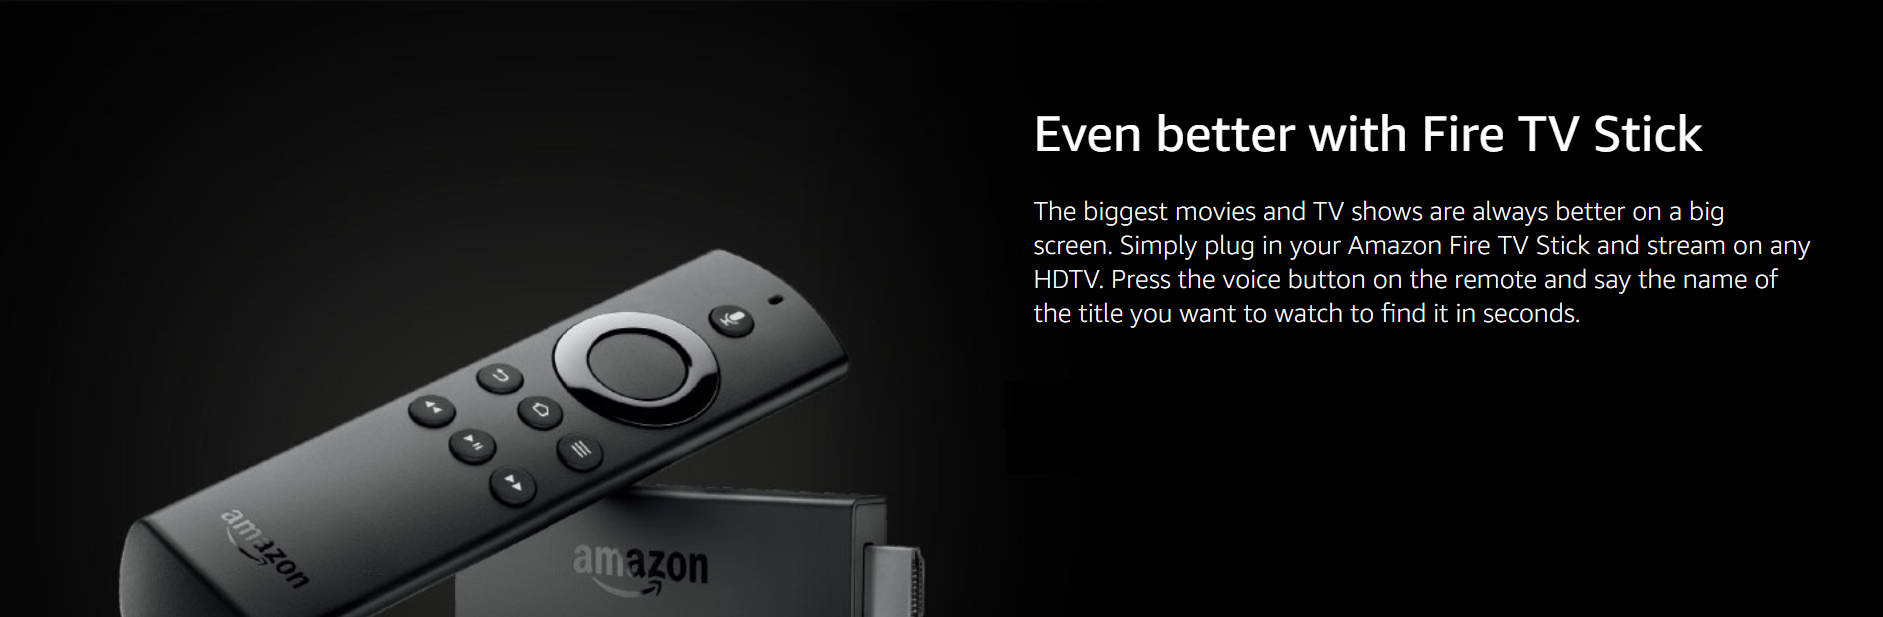 Even better with Fire TV Stick
The biggest movies and TV shows are always better on a big
screen. Simply plug in your Amazon Fire TV Stick and stream on any
HDTV. Press the voice button on the remote and say the name of
the title you want to watch to find it in seconds.
amazon
amazon